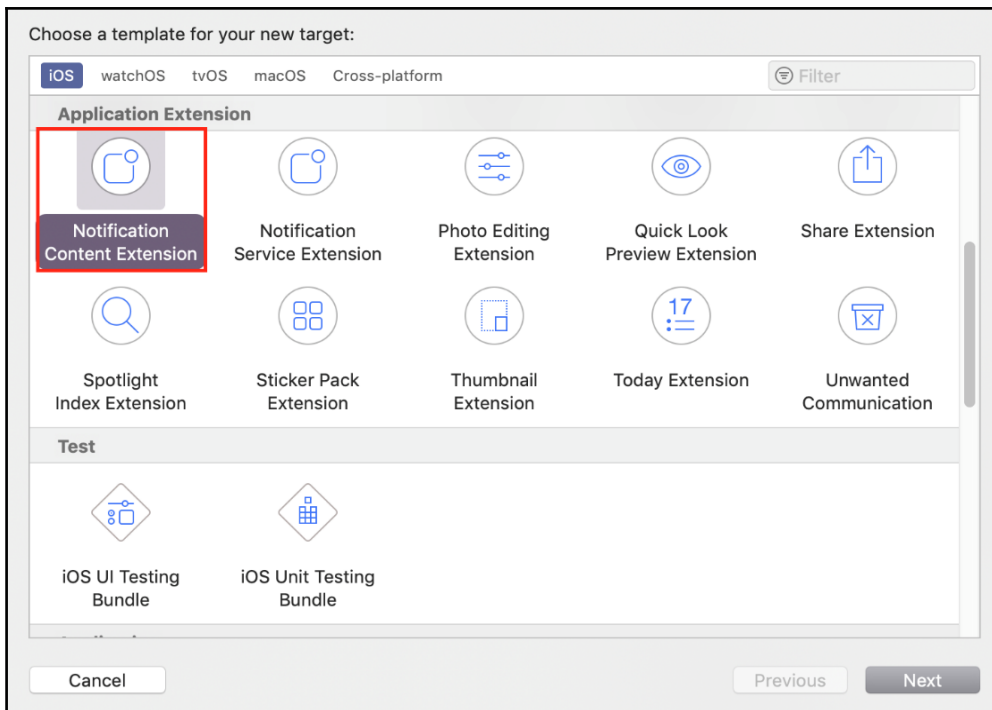 Choose a template for your new target:
iOS watchOS tvOS macOS Cross-platform Filter
Application Extension
Notification
Content Extension
Notification
Service Extension
Photo Editing
Extension
Quick Look
Preview Extension
Share Extension
Spotlight
Index Extension
Sticker Pack
Extension
Thumbnail
Extension
17
Today Extension
Unwanted
Communication
Test
iOS UI Testing
Bundle
iOS Unit Testing
Bundle
Cancel Previous Next